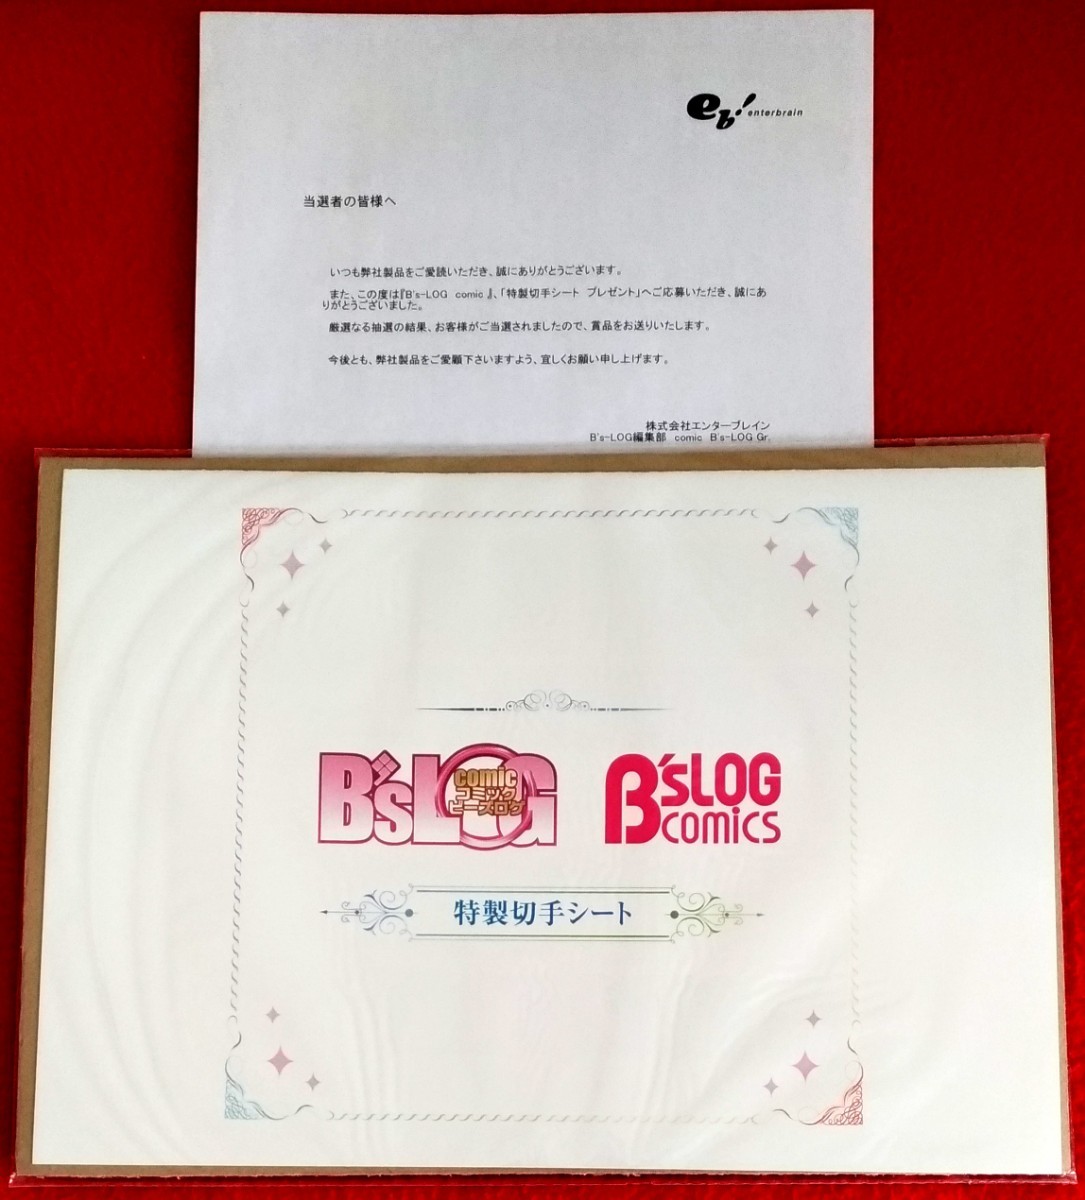 eb! enterbrain
当選者の皆様へ
いつも弊社製品をご愛読いただき、誠にありがとうございます。
また、この度は『B's-LOG comic 』、「特製切手シート プレゼント」へご応募いただき、誠にあ
りがとうございました。
厳選なる抽選の結果、お客様がご当選されましたので、賞品をお送りいたします。
今後とも、弊社製品をご愛顧下さいますよう、宜しくお願い申し上げます。
株式会社エンターブレイン
B's-LOG編集部 comic B's-LOG Gr.
B'sLOG
comic
コミック
ビーズログ
B'sLOG
comics
特製切手シート